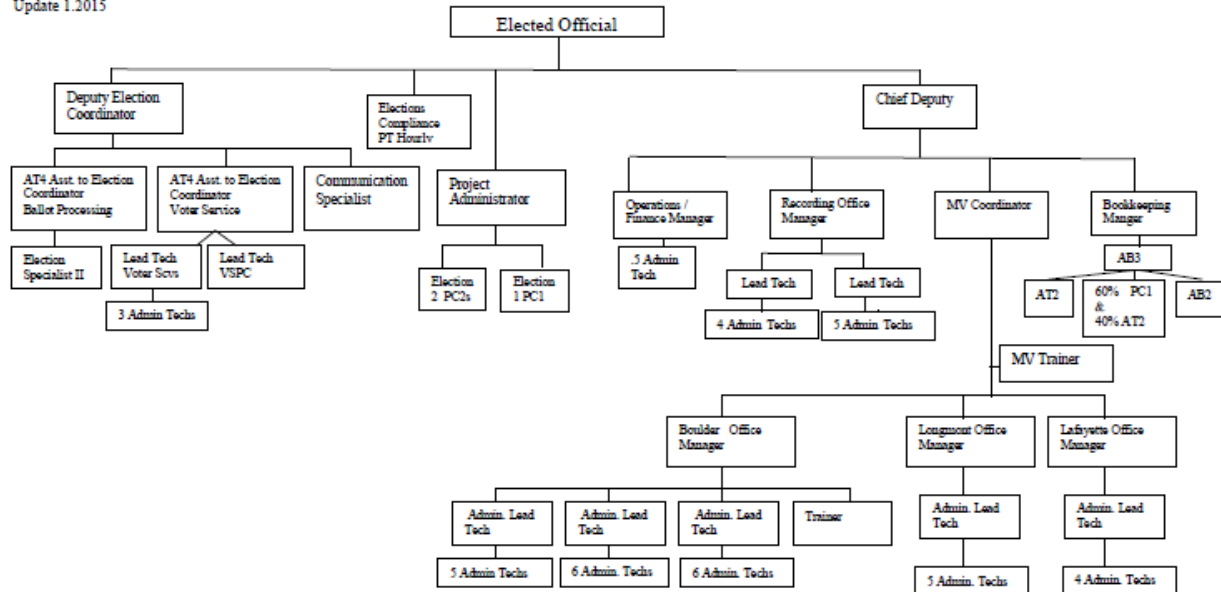 Update 1.2015
Elected Official
Deputy Election
Coordinator
Elections
Compliance
PT Hourly
Chief Deputy
AT4 Asst. to Election
Coordinator
Ballot Processing
AT4 Asst. to Election
Coordinator
Voter Service
Communication
Specialist
Project
Administrator
Operations /
Finance Manager
Recording Office
Manager
MV Coordinator
Bookkeeping
Manger
Election
Specialist II
Lead Tech
Voter Scvs
Lead Tech
VSPC
3 Admin Techs
Election
2 PC2s
Election
1 PC1
.5 Admin
Tech
Lead Tech
Lead Tech
4 Admin. Techs
5 Admin. Techs
AB3
AT2
60% PC1
&
40% AT2
AB2
MV Trainer
Boulder Office
Manager
Longmont Office
Manager
Lafayette Office
Manager
Admin. Lead
Tech
Admin. Lead
Tech
Admin. Lead
Tech
Trainer
Admin. Lead
Tech
Admin. Lead
Tech
5 Admin. Techs
6 Admin. Techs
6 Admin. Techs
5 Admin. Techs
4 Admin. Techs